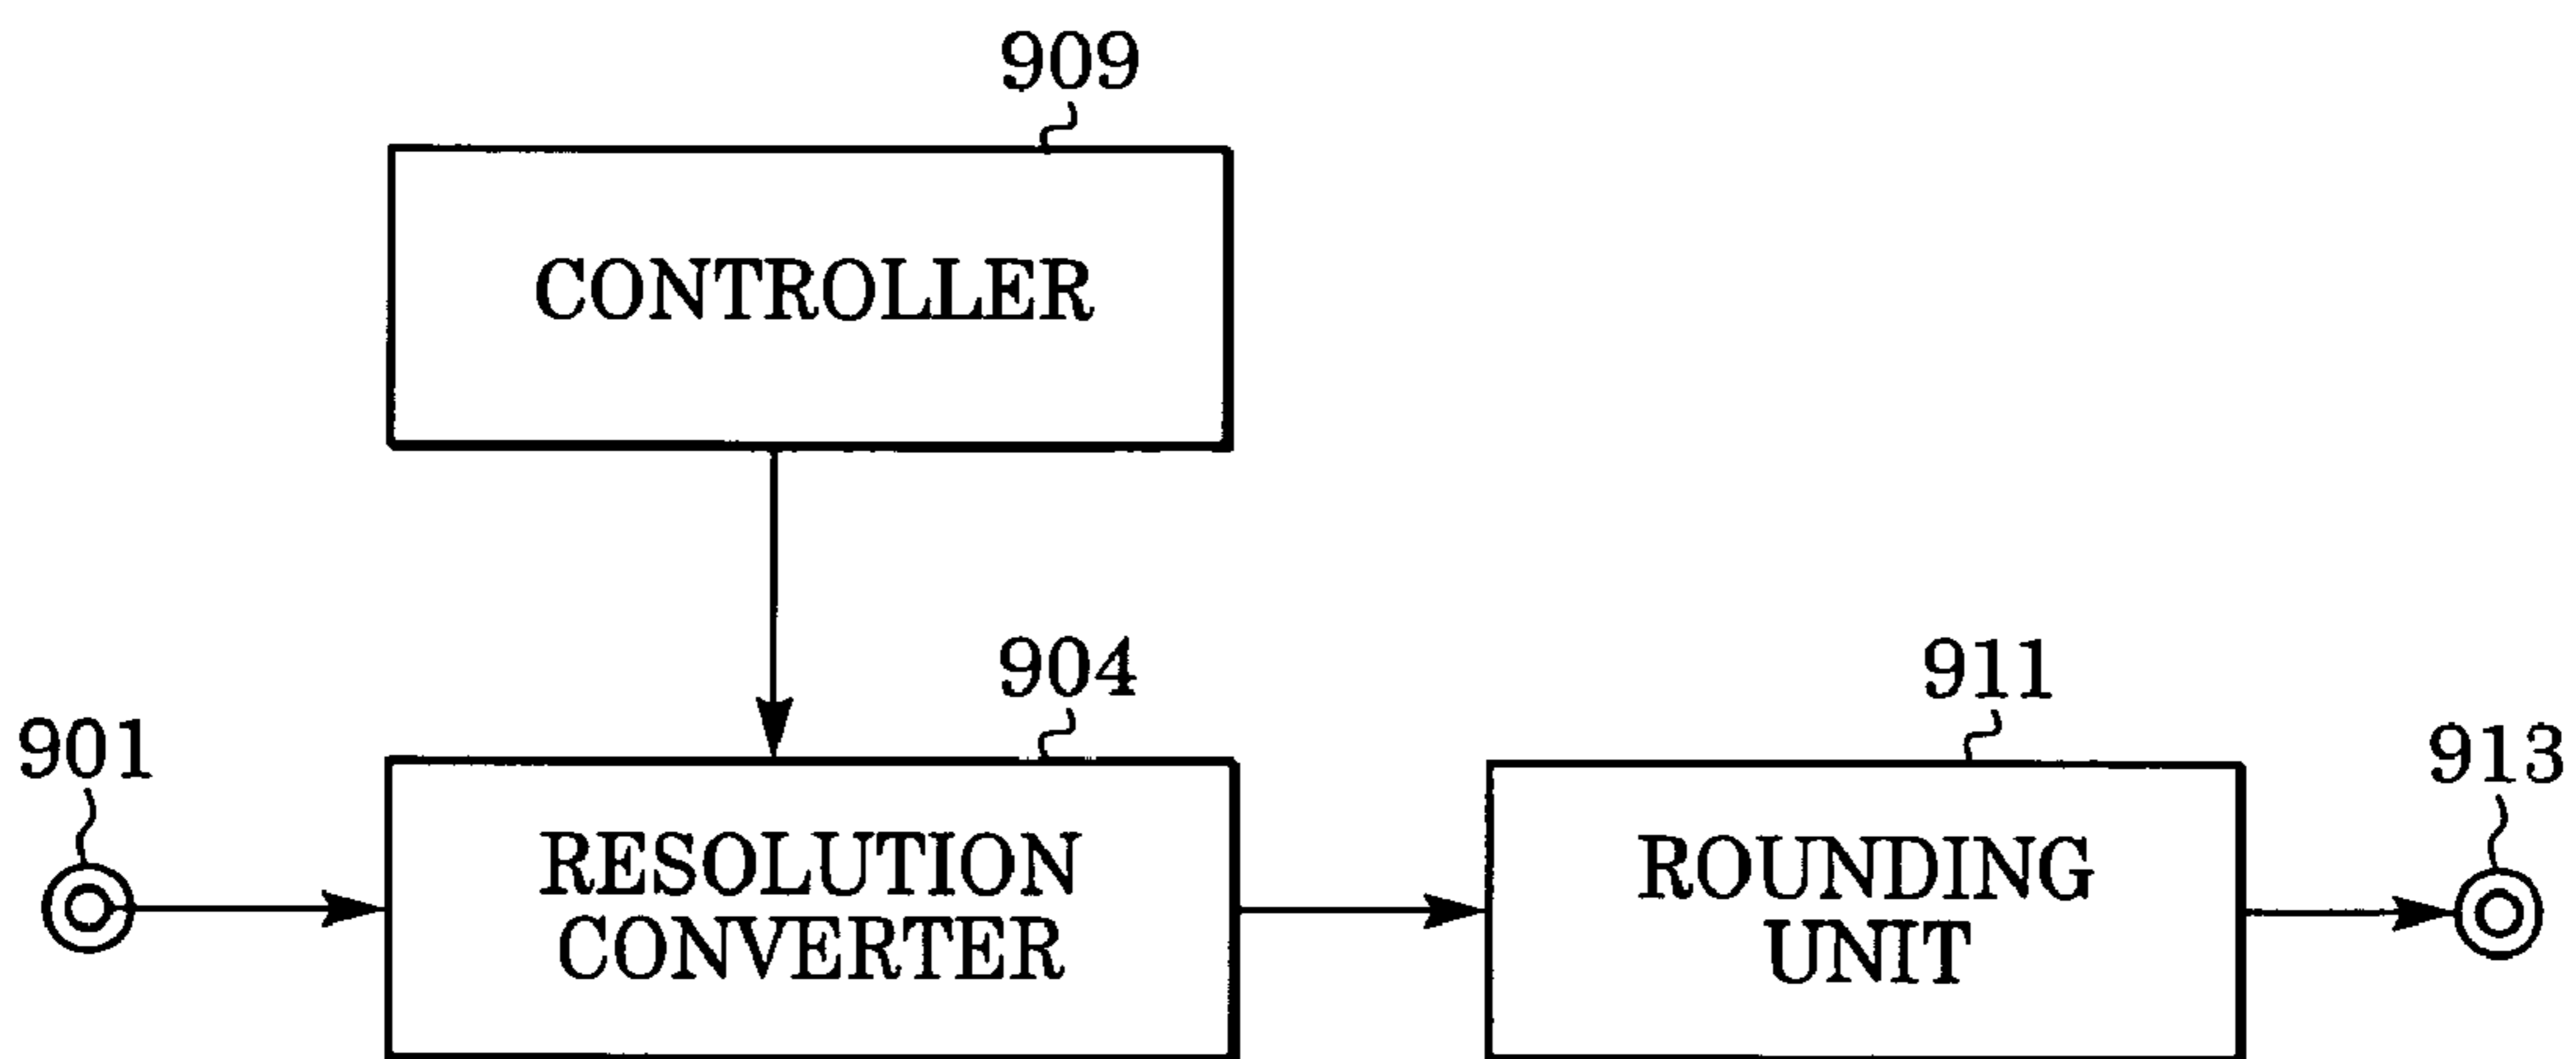 909
CONTROLLER
904
911
901
913
RESOLUTION
CONVERTER
ROUNDING
UNIT